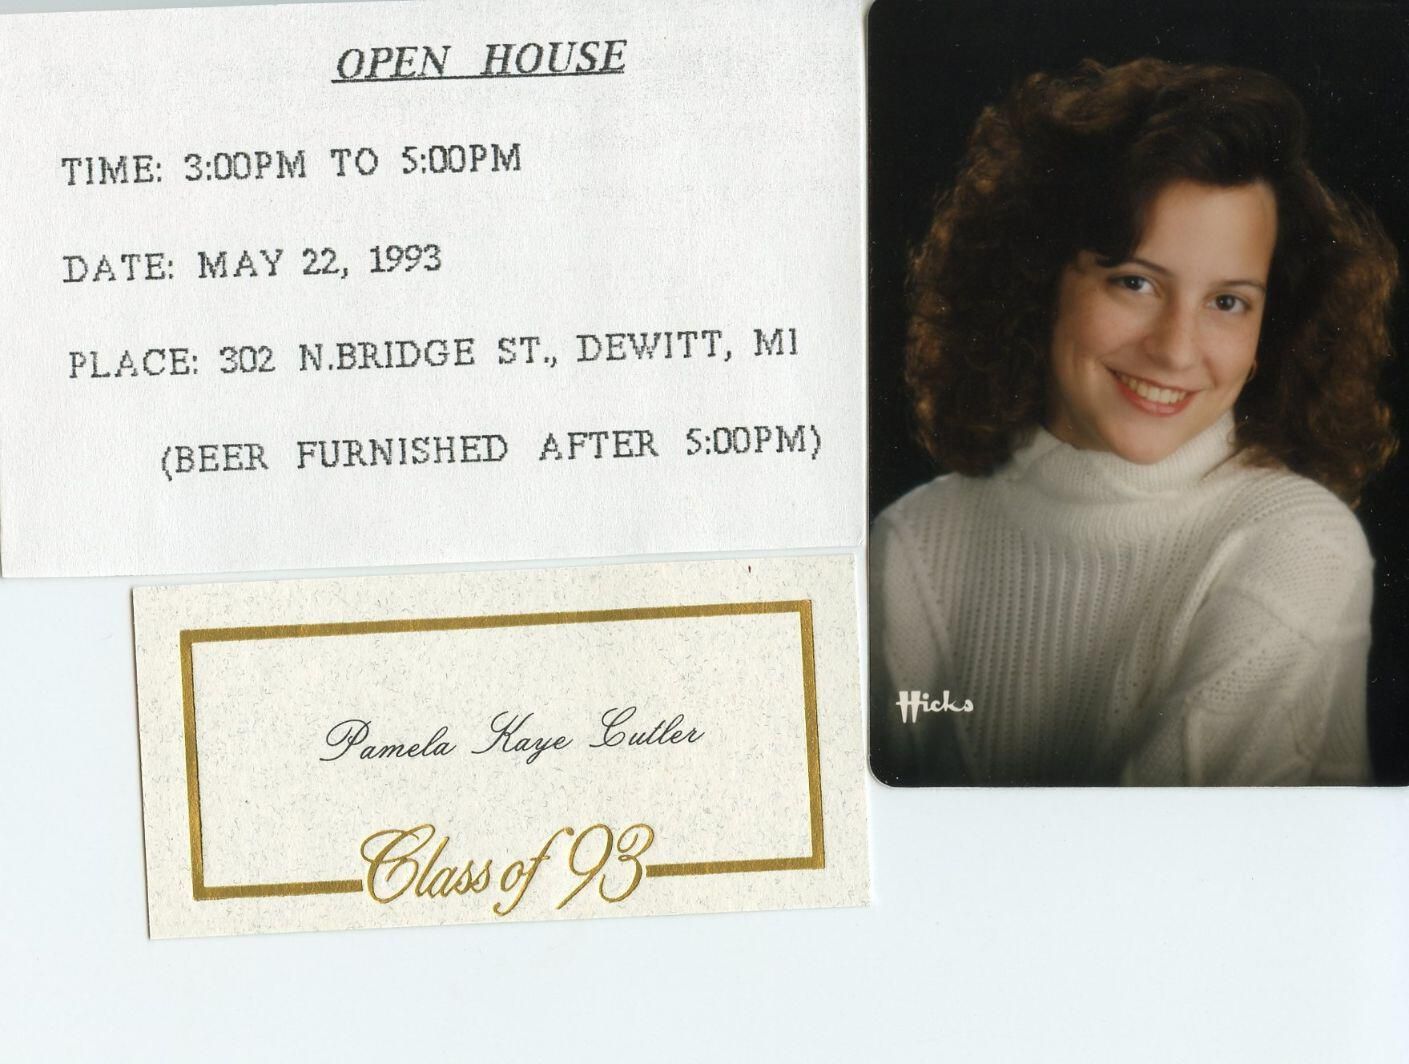 OPEN HOUSE
TIME: 3:00PM TO 5:00PM
DATE: MAY 22, 1993
PLACE: 302 N.BRIDGE ST., DEWITT, MI
(BEER FURNISHED AFTER 5:00PM)
Pamela Kaye Cutler
Class of 93
Hicks